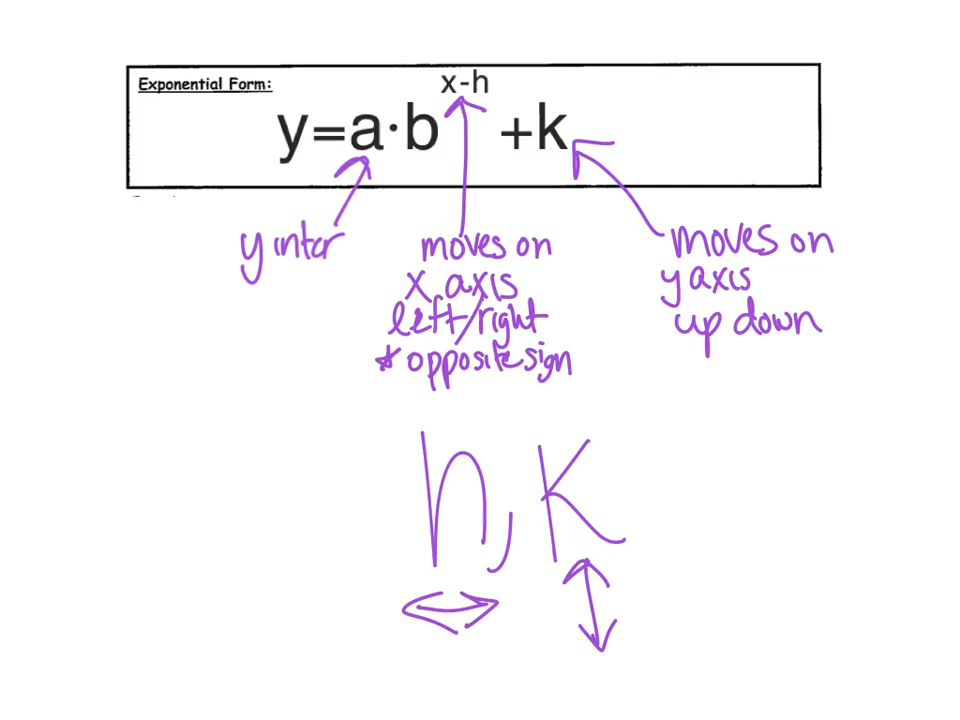 Exponential Form:
y=a·b^(x-h) +k
y inter
moves on
x axis
left/right
*opposite sign
moves on
y axis
up down
h, k